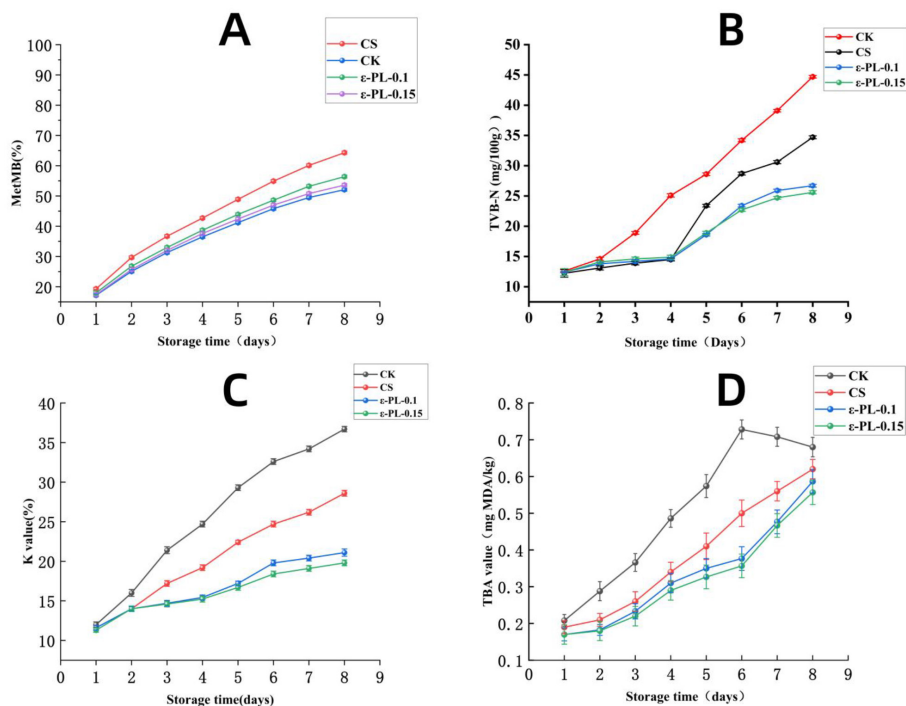 A
CS
CK
ε-PL-0.1
ε-PL-0.15
MetMB(%)
100
90
80
70
60
50
40
30
20
0 1 2 3 4 5 6 7 8 9
Storage time（days）
B
CK
CS
ε-PL-0.1
ε-PL-0.15
TVB-N (mg/100g））
50
45
40
35
30
25
20
15
10
0 1 2 3 4 5 6 7 8 9
Storage time（Days）
C
CK
CS
ε-PL-0.1
ε-PL-0.15
K value(%)
40
35
30
25
20
15
10
0 1 2 3 4 5 6 7 8 9
Storage time(days)
D
CK
CS
ε-PL-0.1
ε-PL-0.15
TBA value（mg MDA/kg）
0.8
0.7
0.6
0.5
0.4
0.3
0.2
0.1
0 1 2 3 4 5 6 7 8 9
Storage time（days）